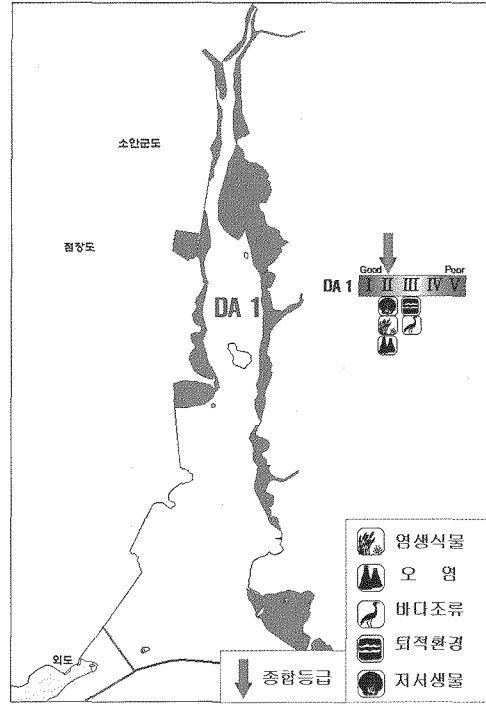 소안군도
점장도
Good Poor
DA 1 I II III IV V
DA 1
염생식물
오 염
바다조류
퇴적환경
저서생물
외도
종합등급